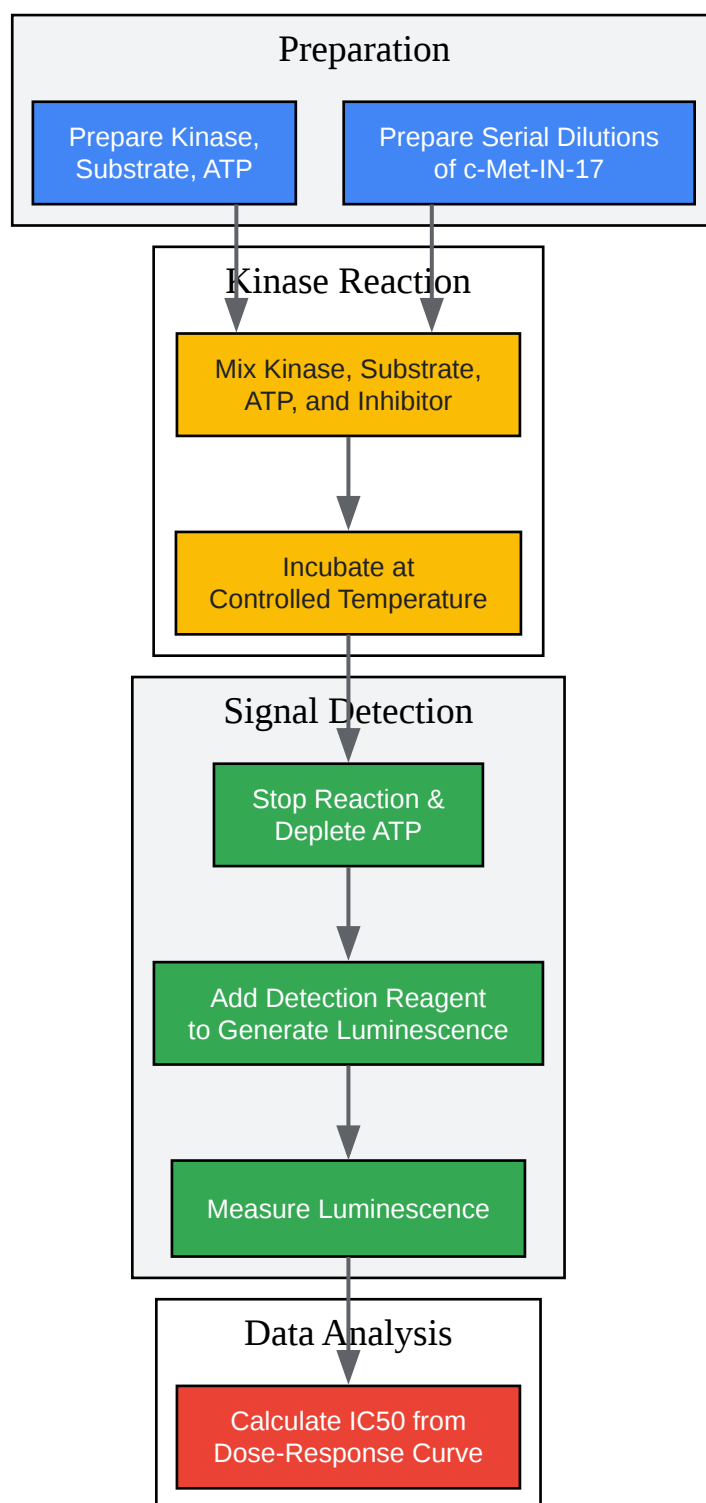 Preparation
Prepare Kinase,
Substrate, ATP
Prepare Serial Dilutions
of c-Met-IN-17
Kinase Reaction
Mix Kinase, Substrate,
ATP, and Inhibitor
Incubate at
Controlled Temperature
Signal Detection
Stop Reaction &
Deplete ATP
Add Detection Reagent
to Generate Luminescence
Measure Luminescence
Data Analysis
Calculate IC50 from
Dose-Response Curve